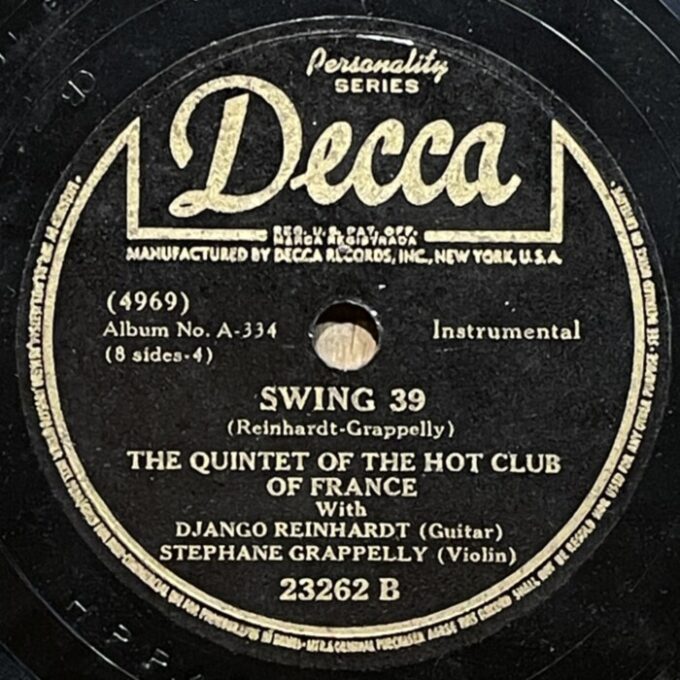 Personality
SERIES
Decca
REG. U.S. PAT. OFF.
MARCA REGISTRADA
MANUFACTURED BY DECCA RECORDS, INC., NEW YORK, U.S.A.
(4969)
Album No. A-334
(8 sides-4)
Instrumental
SWING 39
(Reinhardt-Grappelly)
THE QUINTET OF THE HOT CLUB
OF FRANCE
With
DJANGO REINHARDT (Guitar)
STEPHANE GRAPPELLY (Violin)
23262 B